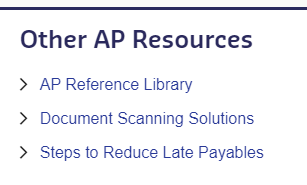 Other AP Resources
AP Reference Library
Document Scanning Solutions
Steps to Reduce Late Payables